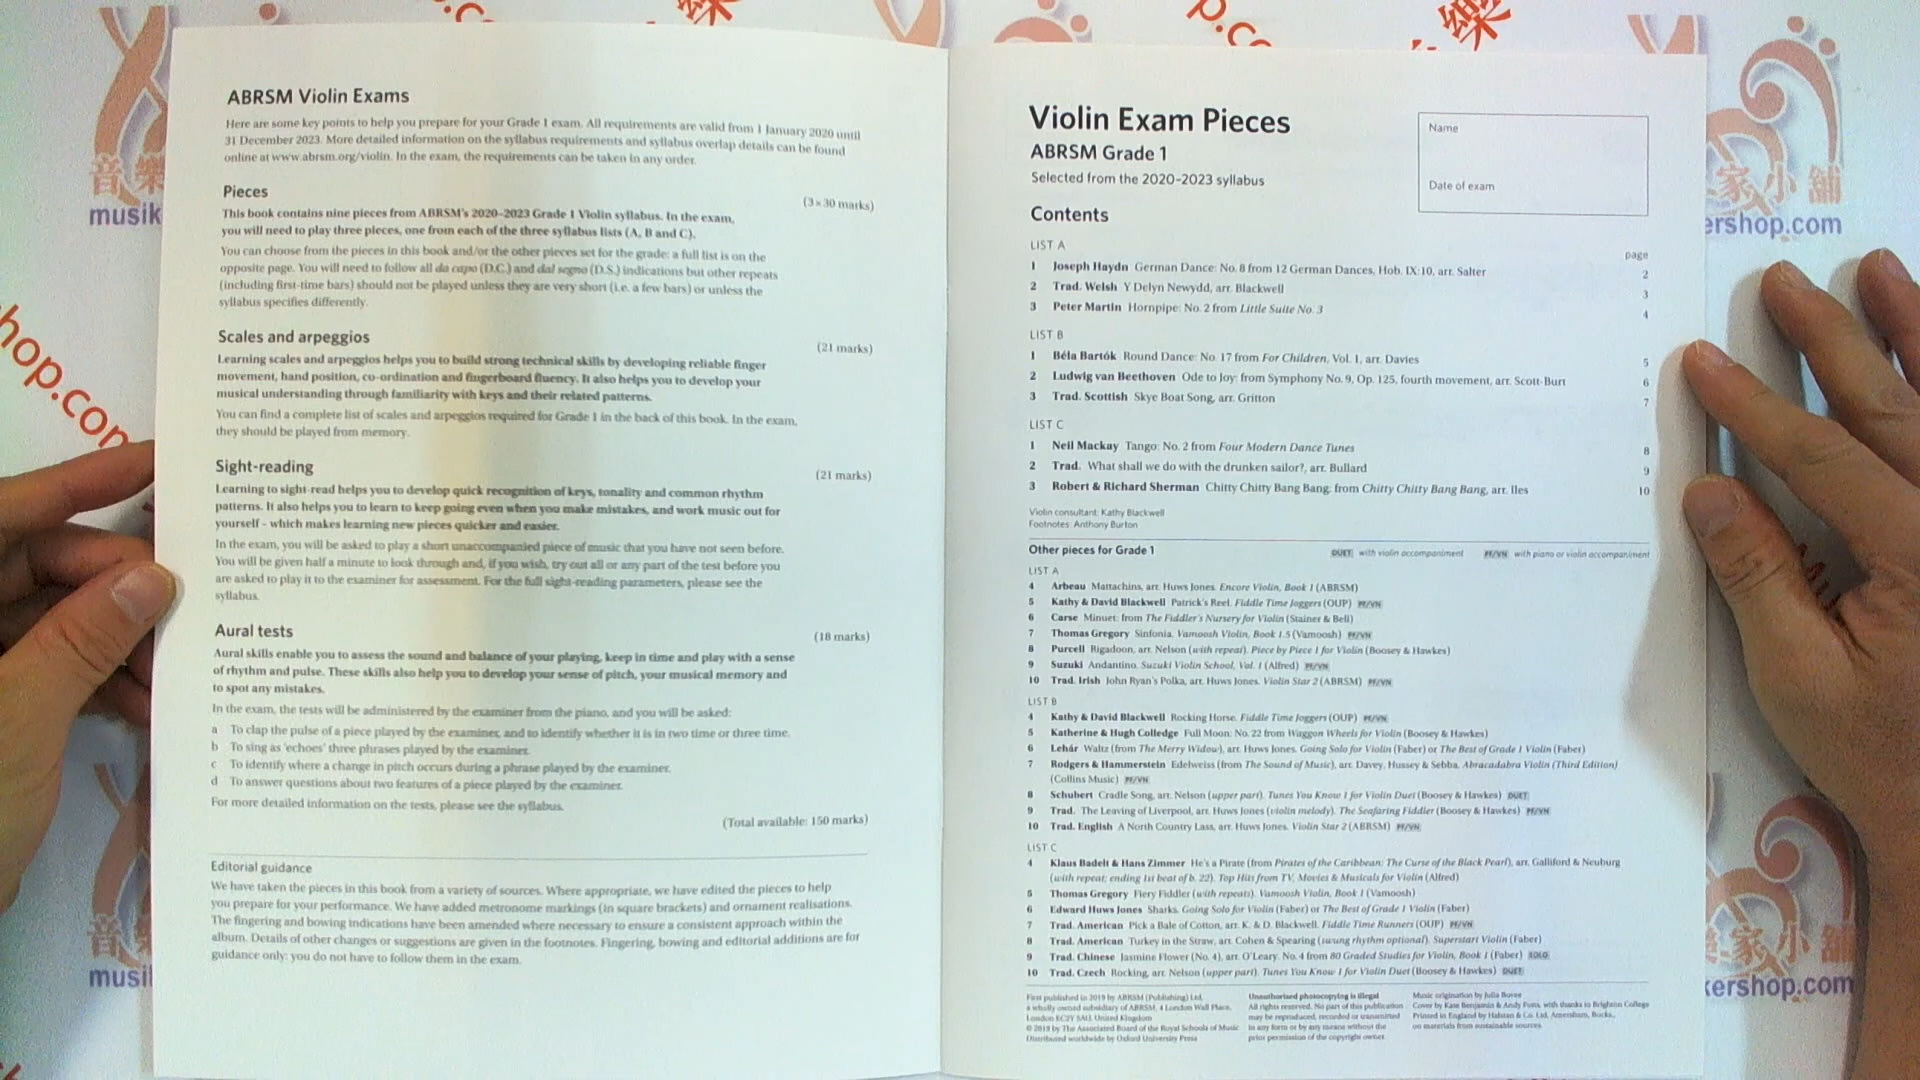 ABRSM Violin Exams
Here are some key points to help you prepare for your Grade 1 exam. All requirements are valid from 1 January 2020 until
31 December 2023. More detailed information on the syllabus requirements and syllabus overlap details can be found
online at www.abrsm.org/violin. In the exam, the requirements can be taken in any order.
Pieces (3×30 marks)
This book contains nine pieces from ABRSM's 2020–2023 Grade 1 Violin syllabus. In the exam,
you will need to play three pieces, one from each of the three syllabus lists (A, B and C).
You can choose from the pieces in this book and/or the other pieces set for the grade: a full list is on the
opposite page. You will need to follow all da capo (D.C.) and dal segno (D.S.) indications but other repeats
(including first-time bars) should not be played unless they are very short (i.e. a few bars) or unless the
syllabus specifies differently.
Scales and arpeggios (21 marks)
Learning scales and arpeggios helps you to build strong technical skills by developing reliable finger
movement, hand position, co-ordination and fingerboard fluency. It also helps you to develop your
musical understanding through familiarity with keys and their related patterns.
You can find a complete list of scales and arpeggios required for Grade 1 in the back of this book. In the exam,
they should be played from memory.
Sight-reading (21 marks)
Learning to sight-read helps you to develop quick recognition of keys, tonality and common rhythm
patterns. It also helps you to learn to keep going even when you make mistakes, and work music out for
yourself – which makes learning new pieces quicker and easier.
In the exam, you will be asked to play a short unaccompanied piece of music that you have not seen before.
You will be given half a minute to look through and, if you wish, try out all or any part of the test before you
are asked to play it to the examiner for assessment. For the full sight-reading parameters, please see the
syllabus.
Aural tests (18 marks)
Aural skills enable you to assess the sound and balance of your playing, keep in time and play with a sense
of rhythm and pulse. These skills also help you to develop your sense of pitch, your musical memory and
to spot any mistakes.
In the exam, the tests will be administered by the examiner from the piano, and you will be asked:
a To clap the pulse of a piece played by the examiner, and to identify whether it is in two time or three time.
b To sing as 'echoes' three phrases played by the examiner.
c To identify where a change in pitch occurs during a phrase played by the examiner.
d To answer questions about two features of a piece played by the examiner.
For more detailed information on the tests, please see the syllabus.
(Total available: 150 marks)
Editorial guidance
We have taken the pieces in this book from a variety of sources. Where appropriate, we have edited the pieces to help
you prepare for your performance. We have added metronome markings (in square brackets) and ornament realisations.
The fingering and bowing indications have been amended where necessary to ensure a consistent approach within the
album. Details of other changes or suggestions are given in the footnotes. Fingering, bowing and editorial additions are for
guidance only: you do not have to follow them in the exam.
Violin Exam Pieces
ABRSM Grade 1
Selected from the 2020–2023 syllabus
Name
Date of exam
Contents
LIST A page
1 Joseph Haydn German Dance: No. 8 from 12 German Dances, Hob. IX:10, arr. Salter 2
2 Trad. Welsh Y Delyn Newydd, arr. Blackwell 3
3 Peter Martin Hornpipe: No. 2 from Little Suite No. 3 4
LIST B
1 Béla Bartók Round Dance: No. 17 from For Children, Vol. 1, arr. Davies 5
2 Ludwig van Beethoven Ode to Joy: from Symphony No. 9, Op. 125, fourth movement, arr. Scott-Burt 6
3 Trad. Scottish Skye Boat Song, arr. Gritton 7
LIST C
1 Neil Mackay Tango: No. 2 from Four Modern Dance Tunes 8
2 Trad. What shall we do with the drunken sailor?, arr. Bullard 9
3 Robert & Richard Sherman Chitty Chitty Bang Bang: from Chitty Chitty Bang Bang, arr. Iles 10
Violin consultant: Kathy Blackwell
Footnotes: Anthony Burton
Other pieces for Grade 1 DUET with violin accompaniment PF/VN with piano or violin accompaniment
LIST A
4 Arbeau Mattachins, arr. Huws Jones. Encore Violin, Book 1 (ABRSM)
5 Kathy & David Blackwell Patrick's Reel. Fiddle Time Joggers (OUP) PF/VN
6 Carse Minuet: from The Fiddler's Nursery for Violin (Stainer & Bell)
7 Thomas Gregory Sinfonia. Vamoosh Violin, Book 1.5 (Vamoosh) PF/VN
8 Purcell Rigadoon, arr. Nelson (with repeat). Piece by Piece 1 for Violin (Boosey & Hawkes)
9 Suzuki Andantino. Suzuki Violin School, Vol. 1 (Alfred) PF/VN
10 Trad. Irish John Ryan's Polka, arr. Huws Jones. Violin Star 2 (ABRSM) PF/VN
LIST B
4 Kathy & David Blackwell Rocking Horse. Fiddle Time Joggers (OUP) PF/VN
5 Katherine & Hugh Colledge Full Moon: No. 22 from Waggon Wheels for Violin (Boosey & Hawkes)
6 Lehár Waltz (from The Merry Widow), arr. Huws Jones. Going Solo for Violin (Faber) or The Best of Grade 1 Violin (Faber)
7 Rodgers & Hammerstein Edelweiss (from The Sound of Music), arr. Davey, Hussey & Sebba. Abracadabra Violin (Third Edition)
(Collins Music) PF/VN
8 Schubert Cradle Song, arr. Nelson (upper part). Tunes You Know 1 for Violin Duet (Boosey & Hawkes) DUET
9 Trad. The Leaving of Liverpool, arr. Huws Jones (violin melody). The Seafaring Fiddler (Boosey & Hawkes) PF/VN
10 Trad. English A North Country Lass, arr. Huws Jones. Violin Star 2 (ABRSM) PF/VN
LIST C
4 Klaus Badelt & Hans Zimmer He's a Pirate (from Pirates of the Caribbean: The Curse of the Black Pearl), arr. Galliford & Neuburg
(with repeat; ending 1st beat of b. 22). Top Hits from TV, Movies & Musicals for Violin (Alfred)
5 Thomas Gregory Fiery Fiddler (with repeats). Vamoosh Violin, Book 1 (Vamoosh)
6 Edward Huws Jones Sharks. Going Solo for Violin (Faber) or The Best of Grade 1 Violin (Faber)
7 Trad. American Pick a Bale of Cotton, arr. K. & D. Blackwell. Fiddle Time Runners (OUP) PF/VN
8 Trad. American Turkey in the Straw, arr. Cohen & Spearing (swung rhythm optional). Superstart Violin (Faber)
9 Trad. Chinese Jasmine Flower (No. 4), arr. O'Leary. No. 4 from 80 Graded Studies for Violin, Book 1 (Faber) SOLO
10 Trad. Czech Rocking, arr. Nelson (upper part). Tunes You Know 1 for Violin Duet (Boosey & Hawkes) DUET
First published in 2019 by ABRSM (Publishing) Ltd,
a wholly owned subsidiary of ABRSM, 4 London Wall Place,
London EC2Y 5AU, United Kingdom
© 2019 by The Associated Board of the Royal Schools of Music
Distributed worldwide by Oxford University Press
Unauthorised photocopying is illegal
All rights reserved. No part of this publication
may be reproduced, recorded or transmitted
in any form or by any means without the
prior permission of the copyright owner.
Music origination by Julia Bovee
Cover by Kate Benjamin & Andy Potts, with thanks to Brighton College
Printed in England by Halstan & Co. Ltd, Amersham, Bucks.,
on materials from sustainable sources.